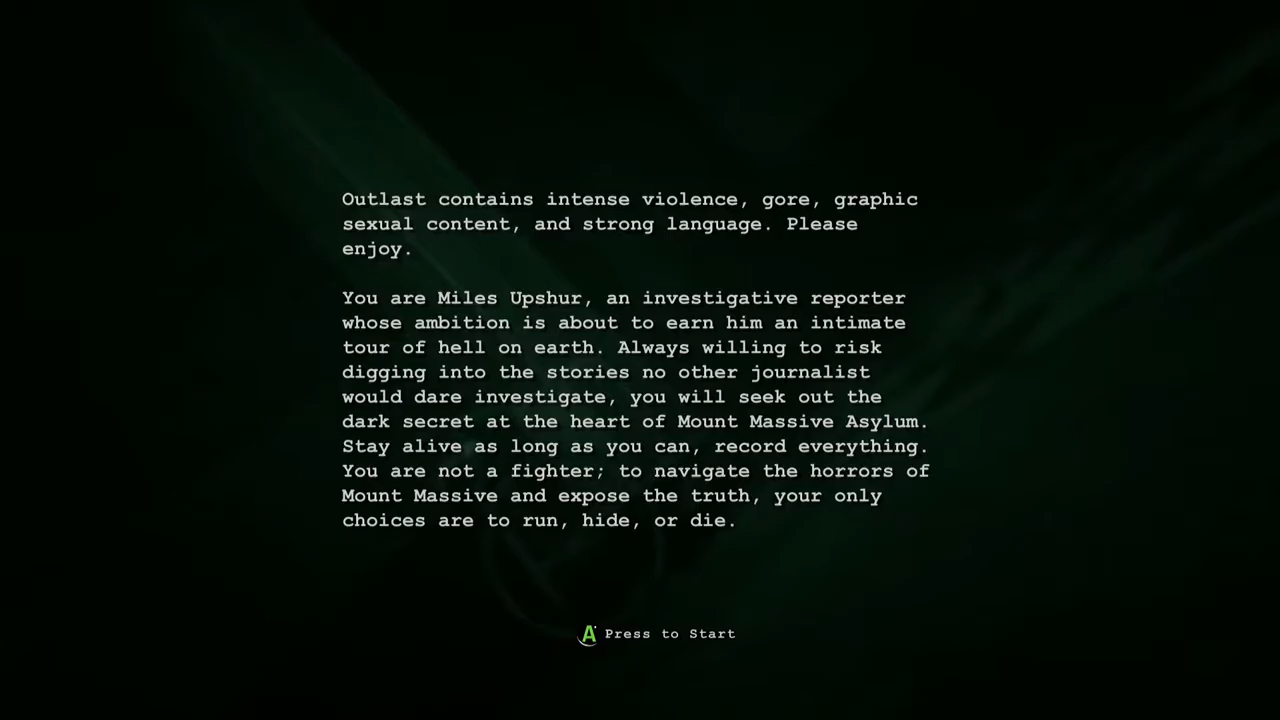 Outlast contains intense violence, gore, graphic
sexual content, and strong language. Please
enjoy.
You are Miles Upshur, an investigative reporter
whose ambition is about to earn him an intimate
tour of hell on earth. Always willing to risk
digging into the stories no other journalist
would dare investigate, you will seek out the
dark secret at the heart of Mount Massive Asylum.
Stay alive as long as you can, record everything.
You are not a fighter; to navigate the horrors of
Mount Massive and expose the truth, your only
choices are to run, hide, or die.
A Press to Start